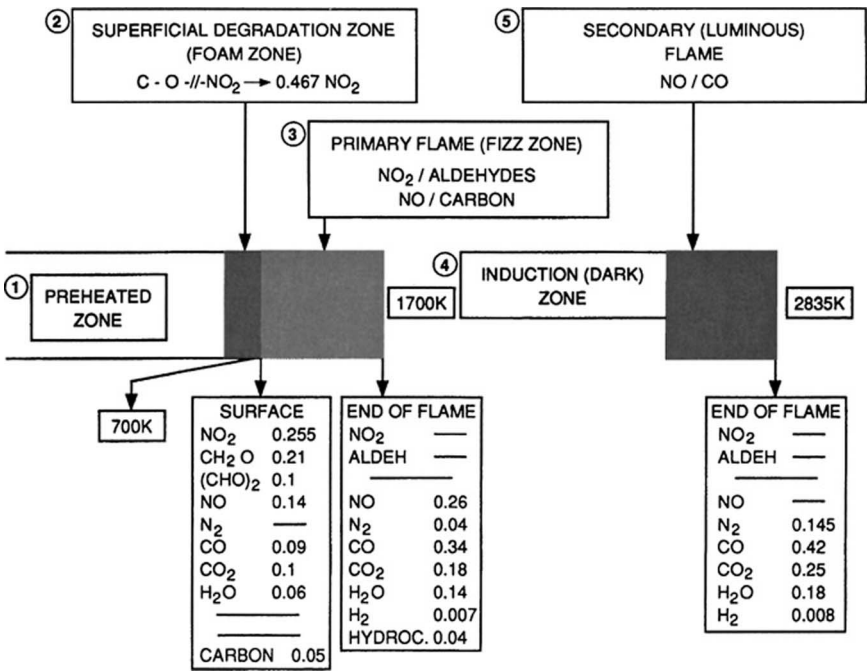 ② SUPERFICIAL DEGRADATION ZONE
(FOAM ZONE)
C - O -//-NO₂ → 0.467 NO₂
⑤ SECONDARY (LUMINOUS)
FLAME
NO / CO
③ PRIMARY FLAME (FIZZ ZONE)
NO₂ / ALDEHYDES
NO / CARBON
① PREHEATED
ZONE
1700K
④ INDUCTION (DARK)
ZONE
2835K
700K
SURFACE
NO₂ 0.255
CH₂ O 0.21
(CHO)₂ 0.1
NO 0.14
N₂ —
CO 0.09
CO₂ 0.1
H₂O 0.06
CARBON 0.05
END OF FLAME
NO₂ —
ALDEH —
NO 0.26
N₂ 0.04
CO 0.34
CO₂ 0.18
H₂O 0.14
H₂ 0.007
HYDROC. 0.04
END OF FLAME
NO₂ —
ALDEH —
NO —
N₂ 0.145
CO 0.42
CO₂ 0.25
H₂O 0.18
H₂ 0.008